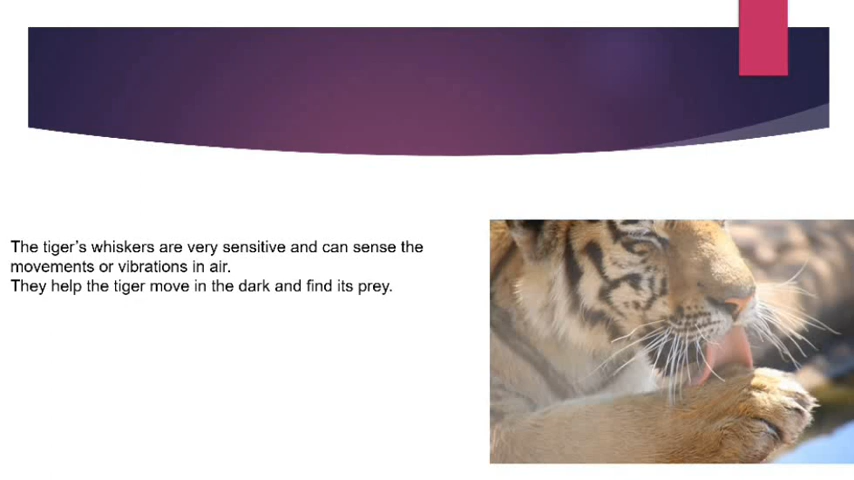 The tiger’s whiskers are very sensitive and can sense the
movements or vibrations in air.
They help the tiger move in the dark and find its prey.